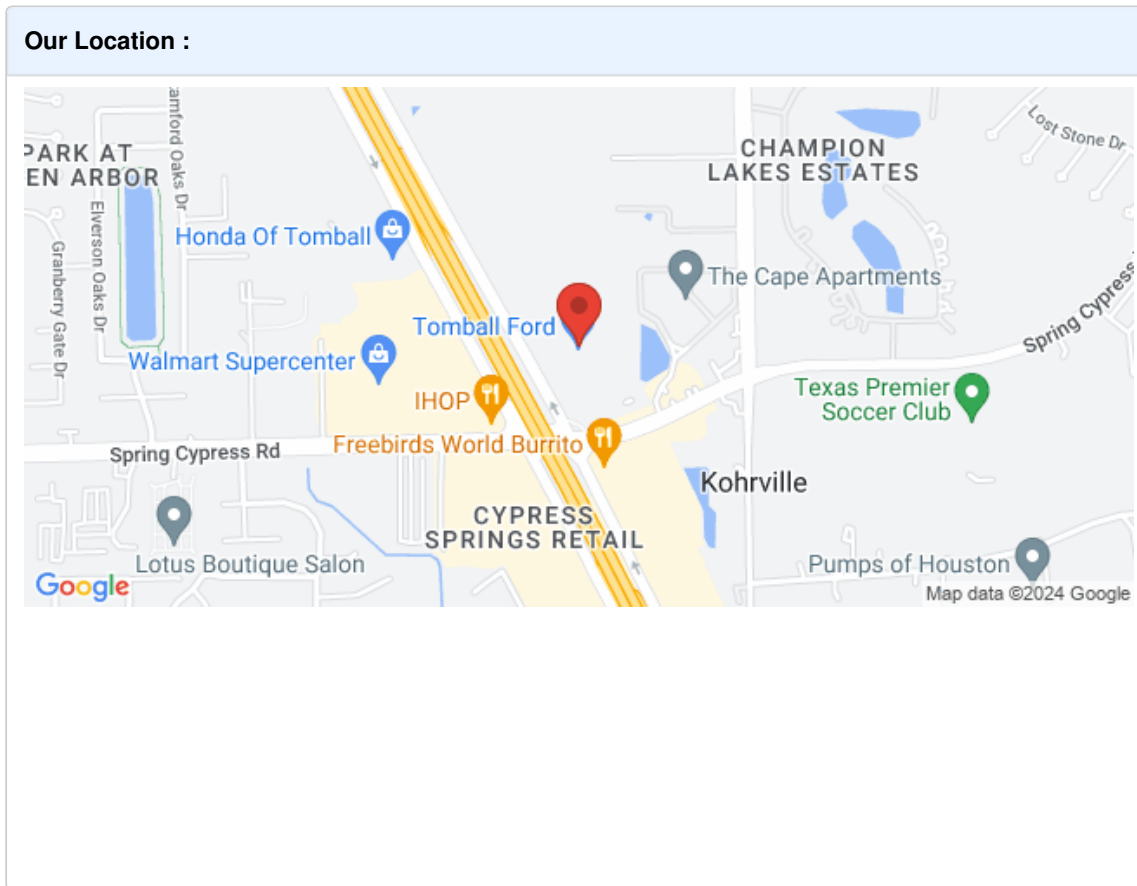 Our Location :
amford Oaks Dr
PARK AT
EN ARBOR
Elverson Oaks Dr
Granberry Gate Dr
Honda Of Tomball
CHAMPION
LAKES ESTATES
Lost Stone Dr
The Cape Apartments
Tomball Ford
Walmart Supercenter
Spring Cypress
IHOP
Texas Premier
Soccer Club
Freebirds World Burrito
Spring Cypress Rd
Kohrville
CYPRESS
SPRINGS RETAIL
Lotus Boutique Salon
Pumps of Houston
Google
Map data ©2024 Google